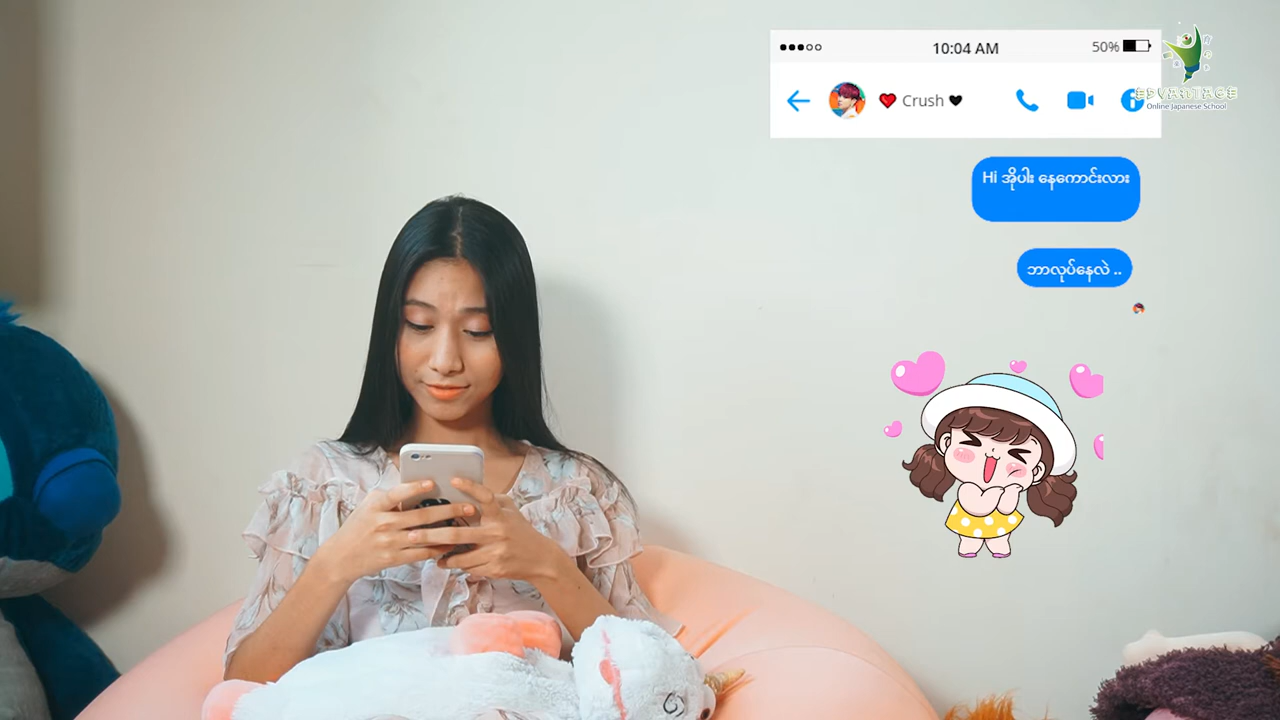 10:04 AM
50%
Crush
EDVANTAGE
Online Japanese School
Hi အိုပါး နေကောင်းလား
ဘာလုပ်နေလဲ ..